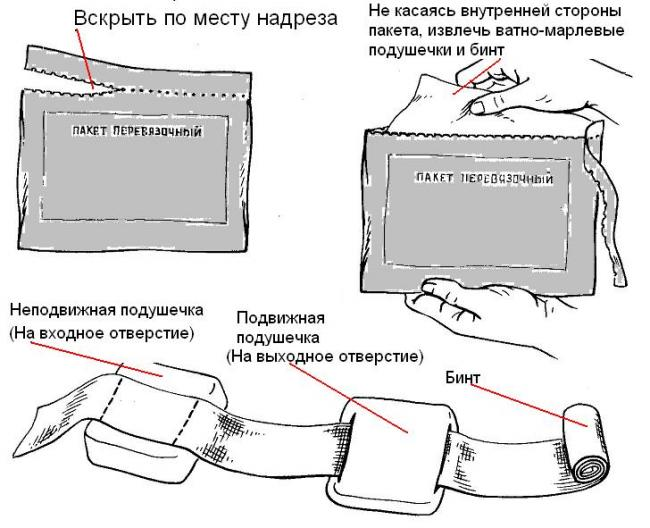 Вскрыть по месту надреза
Не касаясь внутренней стороны
пакета, извлечь ватно-марлевые
подушечки и бинт
ПАКЕТ ПЕРЕВЯЗОЧНЫЙ
ПАКЕТ ПЕРЕВЯЗОЧНЫЙ
Неподвижная подушечка
(На входное отверстие)
Подвижная
подушечка
(На выходное отверстие)
Бинт